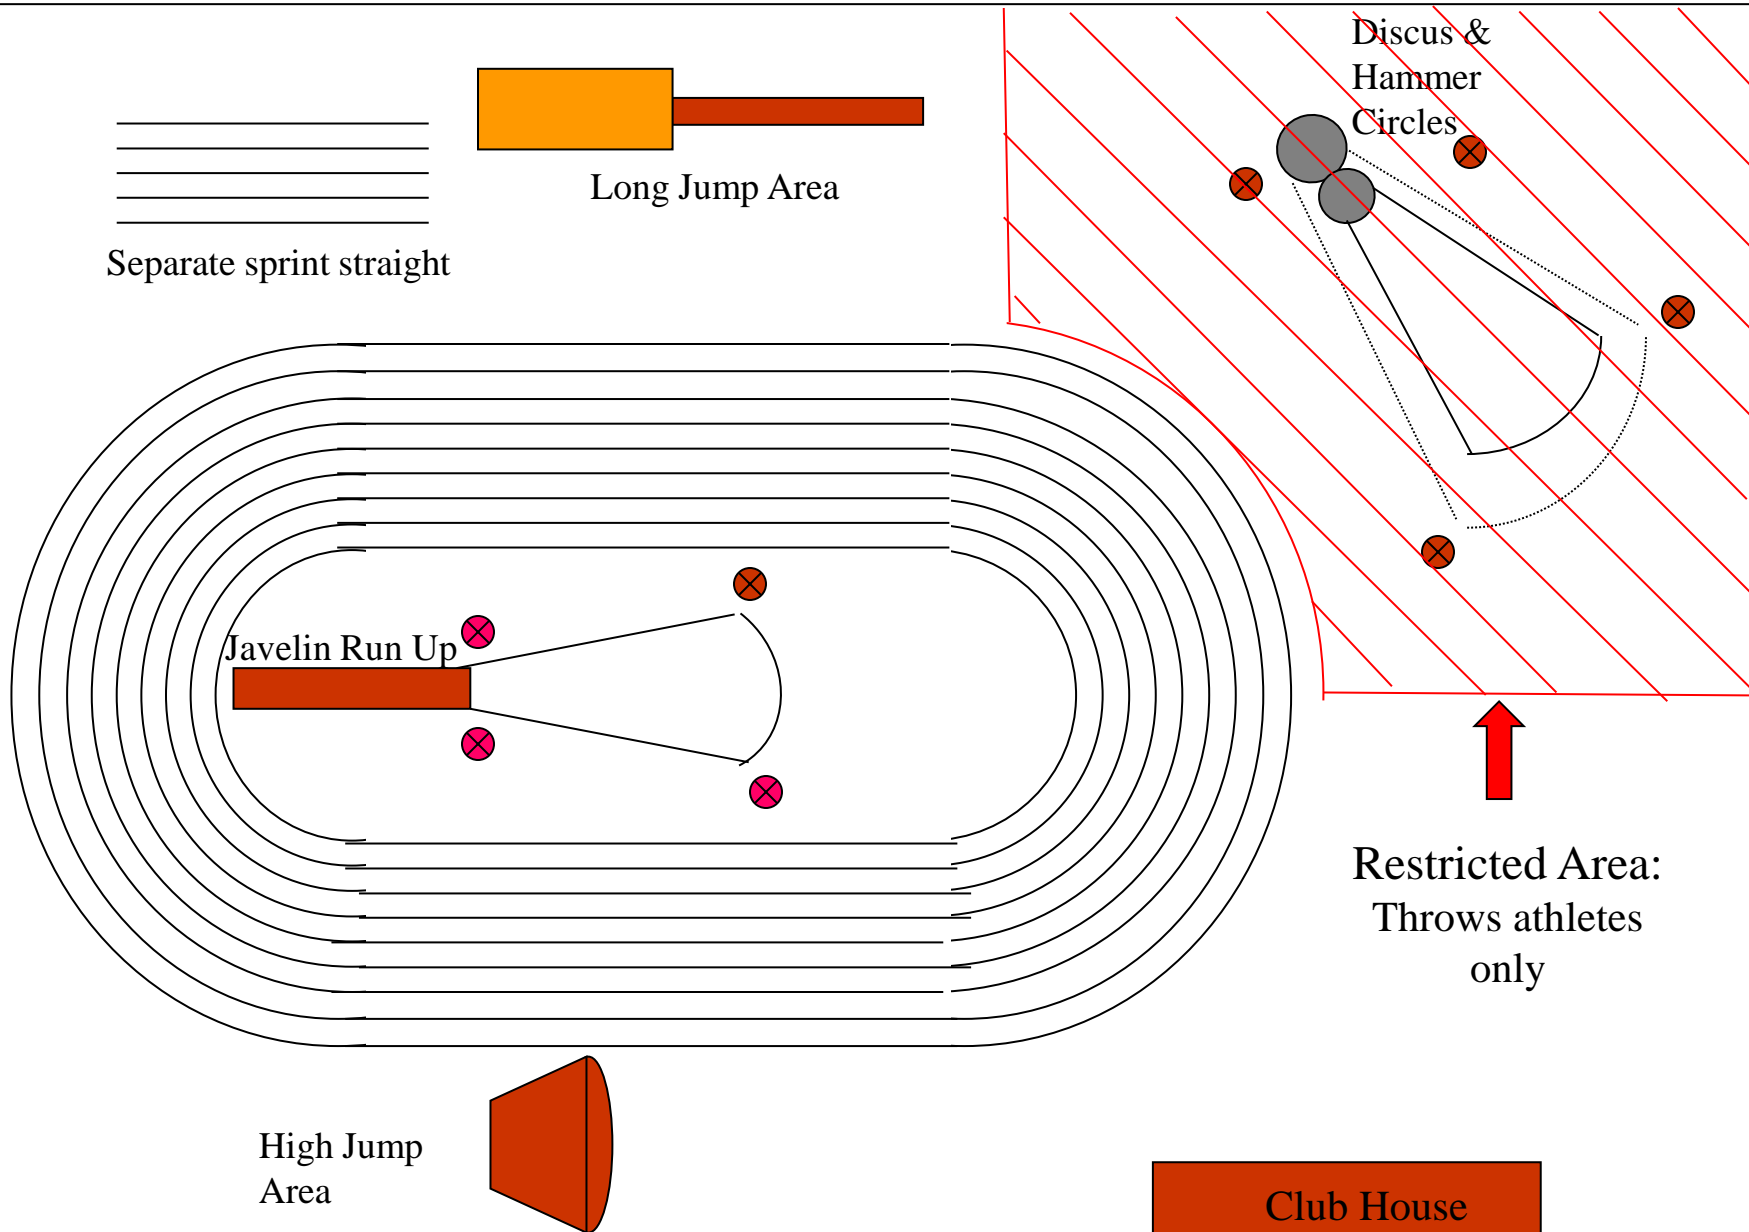 Discus &
Hammer
Circles
Long Jump Area
Separate sprint straight
Javelin Run Up
Restricted Area:
Throws athletes
only
High Jump
Area
Club House